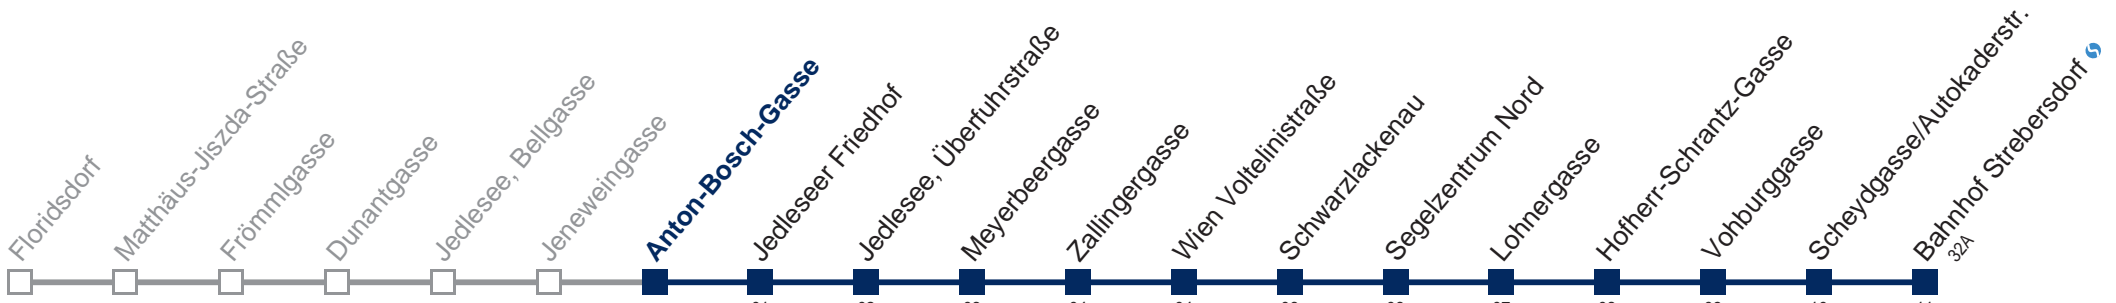 Floridsdorf
Matthäus-Jiszda-Straße
Frömmlgasse
Dunantgasse
Jedlesee, Bellgasse
Jeneweingasse
Anton-Bosch-Gasse
Jedleseer Friedhof
Jedlesee, Überfuhrstraße
Meyerbeergasse
Zallingergasse
Wien Voltelinistraße
Schwarzlackenau
Segelzentrum Nord
Lohnergasse
Hofherr-Schrantz-Gasse
Vohburggasse
Scheydgasse/Autokaderstr.
Bahnhof Strebersdorf
32A